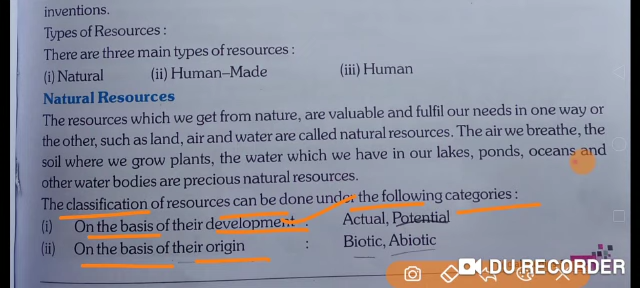 inventions.
Types of Resources :
There are three main types of resources :
(i) Natural (ii) Human–Made (iii) Human
Natural Resources
The resources which we get from nature, are valuable and fulfil our needs in one way or
the other, such as land, air and water are called natural resources. The air we breathe, the
soil where we grow plants, the water which we have in our lakes, ponds, oceans and
other water bodies are precious natural resources.
The classification of resources can be done under the following categories :
(i) On the basis of their development : Actual, Potential
(ii) On the basis of their origin : Biotic, Abiotic
DU RECORDER